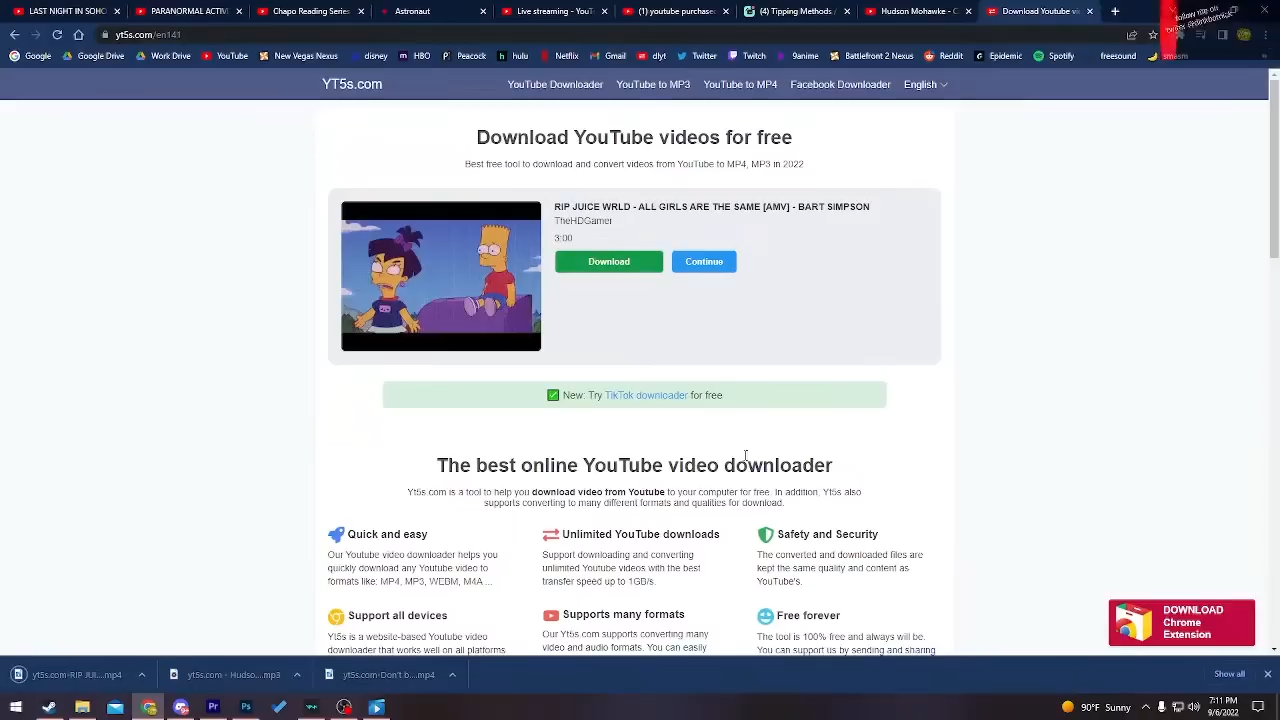 LAST NIGHT IN SOHO
PARANORMAL ACTIVI
Chapo Reading Series
Astronaut
Live streaming - YouT
(1) youtube purchase
(4) Tipping Methods /
Hudson Mohawke - C
Download YouTube vi
follow me on
yt5s.com/en141
Google
Google Drive
Work Drive
YouTube
New Vegas Nexus
disney
HBO
Peacock
hulu
Netflix
Gmail
dlyt
Twitter
Twitch
9anime
Battlefront 2 Nexus
Reddit
Epidemic
Spotify
freesound
YT5s.com
YouTube Downloader
YouTube to MP3
YouTube to MP4
Facebook Downloader
English
Download YouTube videos for free
Best free tool to download and convert videos from YouTube to MP4, MP3 in 2022
RIP JUICE WRLD - ALL GIRLS ARE THE SAME [AMV] - BART SIMPSON
TheHDGamer
3:00
Download
Continue
New: Try TikTok downloader for free
The best online YouTube video downloader
Yt5s.com is a tool to help you download video from Youtube to your computer for free. In addition, Yt5s also
supports converting to many different formats and qualities for download.
Quick and easy
Our Youtube video downloader helps you
quickly download any Youtube video to
formats like: MP4, MP3, WEBM, M4A ...
Unlimited YouTube downloads
Support downloading and converting
unlimited Youtube videos with the best
transfer speed up to 1GB/s.
Safety and Security
The converted and downloaded files are
kept the same quality and content as
YouTube's.
Support all devices
Yt5s is a website-based Youtube video
downloader that works well on all platforms
Supports many formats
Our Yt5s.com supports converting many
video and audio formats. You can easily
Free forever
The tool is 100% free and always will be.
You can support us by sending and sharing
DOWNLOAD
Chrome
Extension
yt5s.com-RIP JUI....mp4
yt5s.com - Hudso....mp3
yt5s.com-Don't b....mp4
Show all
90°F Sunny
7:11 PM
9/6/2022